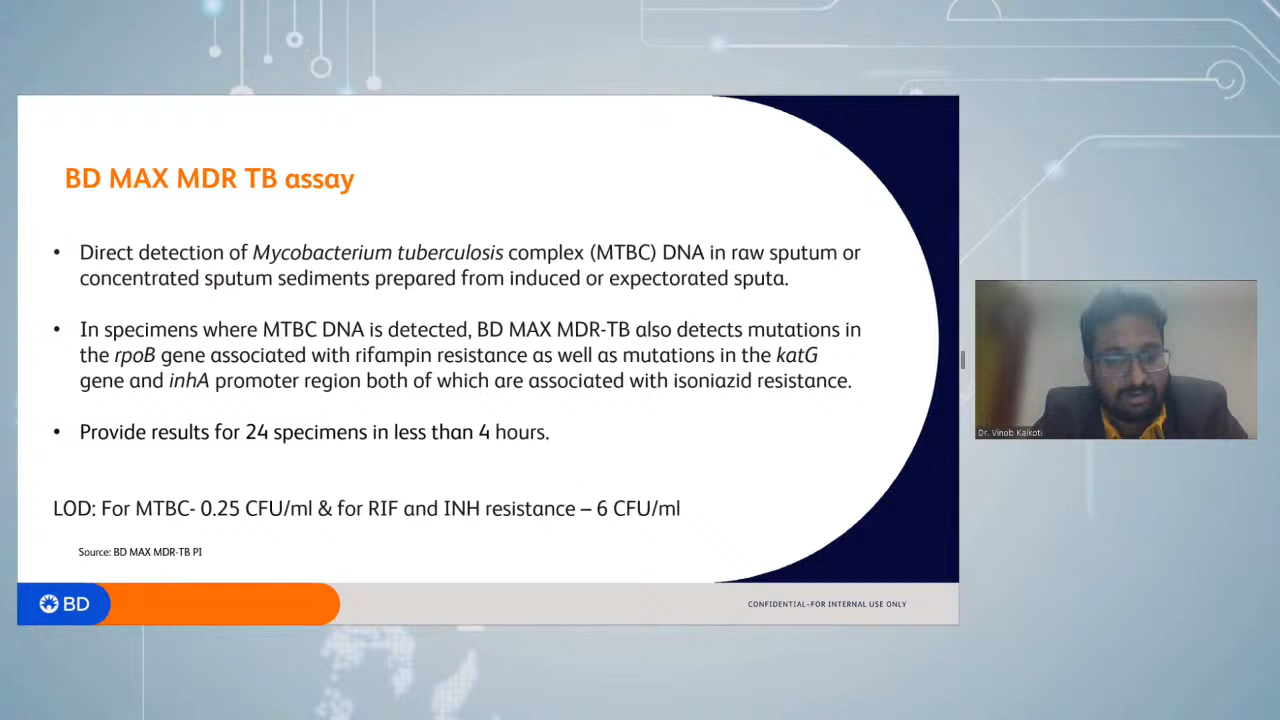 BD MAX MDR TB assay
• Direct detection of Mycobacterium tuberculosis complex (MTBC) DNA in raw sputum or
concentrated sputum sediments prepared from induced or expectorated sputa.
• In specimens where MTBC DNA is detected, BD MAX MDR-TB also detects mutations in
the rpoB gene associated with rifampin resistance as well as mutations in the katG
gene and inhA promoter region both of which are associated with isoniazid resistance.
• Provide results for 24 specimens in less than 4 hours.
LOD: For MTBC- 0.25 CFU/ml & for RIF and INH resistance – 6 CFU/ml
Source: BD MAX MDR-TB PI
BD
CONFIDENTIAL–FOR INTERNAL USE ONLY
Dr. Vinob Kalkoti